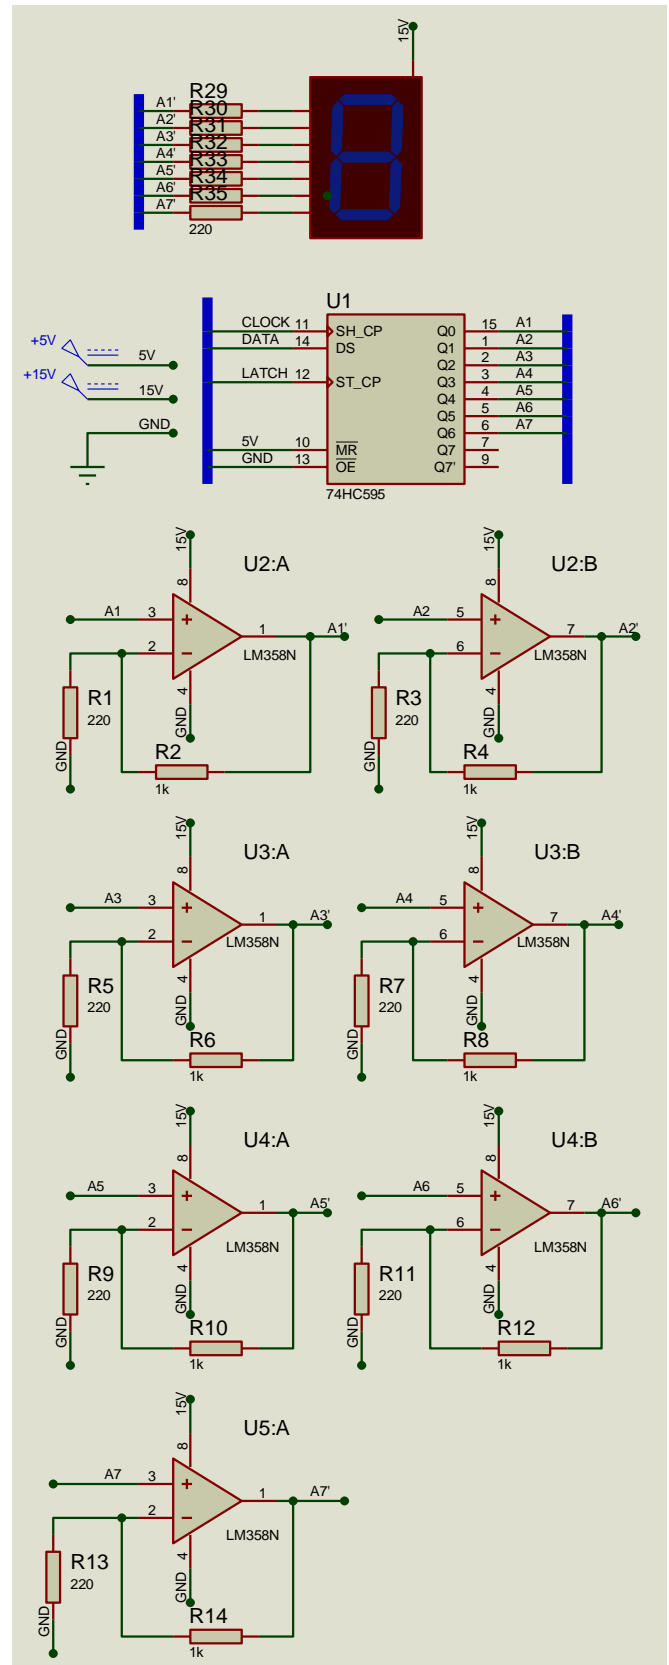 15V
R29
A1' R30
A2' R31
A3' R32
A4' R33
A5' R34
A6' R35
A7'
220
U1
CLOCK 11 SH_CP Q0 15 A1
DATA 14 DS Q1 1 A2
Q2 2 A3
LATCH 12 ST_CP Q3 3 A4
Q4 4 A5
Q5 5 A6
Q6 6 A7
5V 10 MR Q7 7
GND 13 OE Q7' 9
74HC595
+5V
5V
+15V
15V
GND
15V
U2:A
8
A1 3 + 1 A1'
2 −
LM358N
4
R1
220
GND
GND
R2
1k
15V
U2:B
8
A2 5 + 7 A2'
6 −
LM358N
4
R3
220
GND
GND
R4
1k
15V
U3:A
8
A3 3 + 1 A3'
2 −
LM358N
4
R5
220
GND
GND
R6
1k
15V
U3:B
8
A4 5 + 7 A4'
6 −
LM358N
4
R7
220
GND
GND
R8
1k
15V
U4:A
8
A5 3 + 1 A5'
2 −
LM358N
4
R9
220
GND
GND
R10
1k
15V
U4:B
8
A6 5 + 7 A6'
6 −
LM358N
4
R11
220
GND
GND
R12
1k
15V
U5:A
8
A7 3 + 1 A7'
2 −
LM358N
4
R13
220
GND
GND
R14
1k